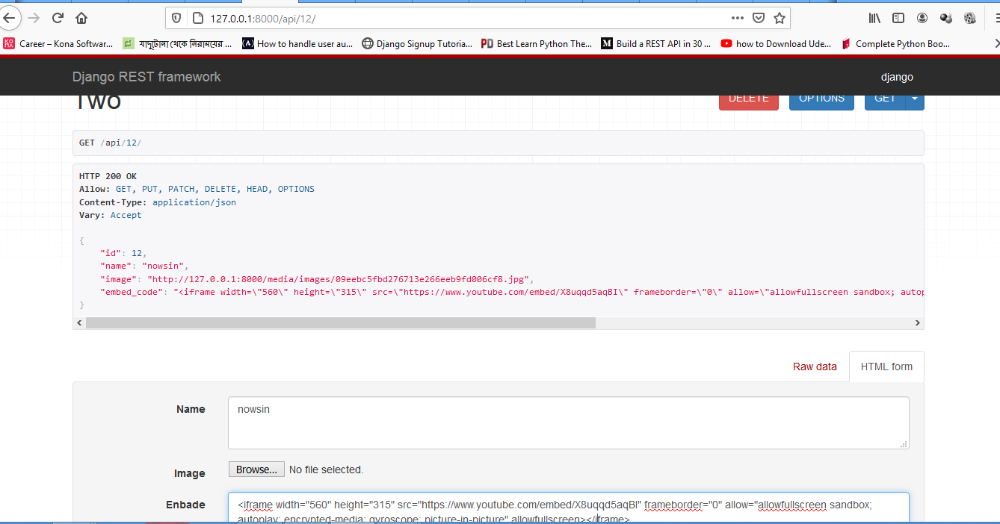 127.0.0.1:8000/api/12/
Career – Kona Softwar... যাদুটোনা থেকে নিরাময়ের ... How to handle user au... Django Signup Tutoria... PD Best Learn Python The... M Build a REST API in 30 ... how to Download Ude... Complete Python Boo...
Django REST framework django
Two DELETE OPTIONS GET
GET /api/12/
HTTP 200 OK
Allow: GET, PUT, PATCH, DELETE, HEAD, OPTIONS
Content-Type: application/json
Vary: Accept
{
"id": 12,
"name": "nowsin",
"image": "http://127.0.0.1:8000/media/images/09eebc5fbd276713e266eeb9fd006cf8.jpg",
"embed_code": "<iframe width=\"560\" height=\"315\" src=\"https://www.youtube.com/embed/X8uqqd5aqBI\" frameborder=\"0\" allow=\"allowfullscreen sandbox; autop
}
Raw data HTML form
Name nowsin
Image Browse... No file selected.
Enbade <iframe width="560" height="315" src="https://www.youtube.com/embed/X8uqqd5aqBI" frameborder="0" allow="allowfullscreen sandbox;
autoplay; encrypted-media; gyroscope; picture-in-picture" allowfullscreen></iframe>